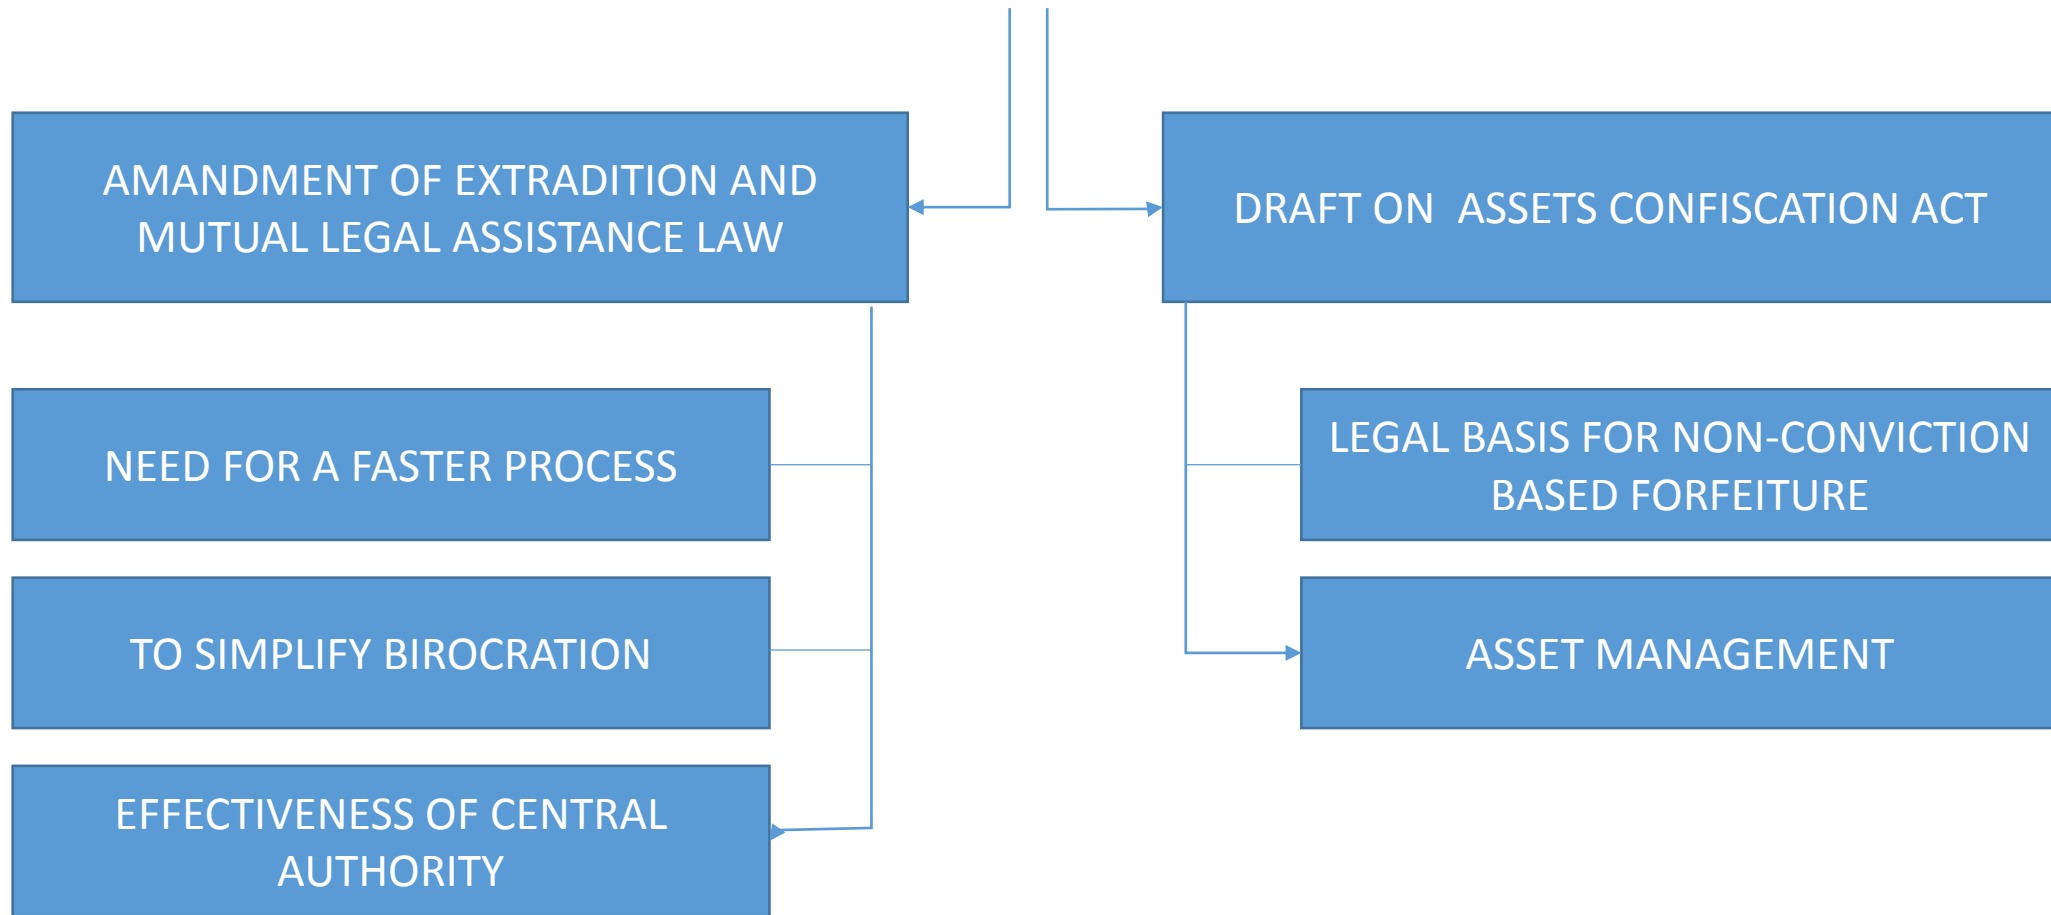 AMANDMENT OF EXTRADITION AND
MUTUAL LEGAL ASSISTANCE LAW
NEED FOR A FASTER PROCESS
TO SIMPLIFY BIROCRATION
EFFECTIVENESS OF CENTRAL
AUTHORITY
DRAFT ON  ASSETS CONFISCATION ACT
LEGAL BASIS FOR NON-CONVICTION
BASED FORFEITURE
ASSET MANAGEMENT